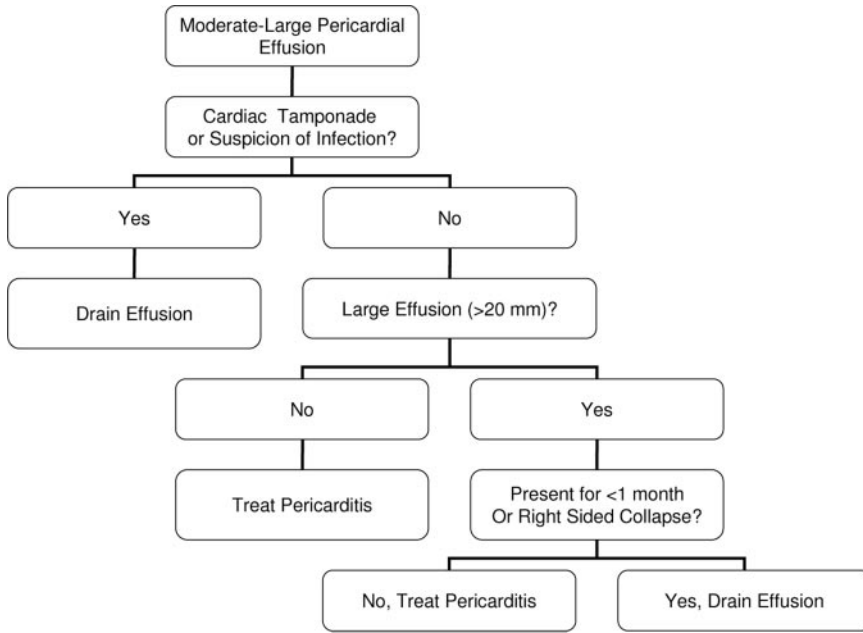 Moderate-Large Pericardial
Effusion
Cardiac Tamponade
or Suspicion of Infection?
Yes
No
Drain Effusion
Large Effusion (>20 mm)?
No
Yes
Treat Pericarditis
Present for <1 month
Or Right Sided Collapse?
No, Treat Pericarditis
Yes, Drain Effusion